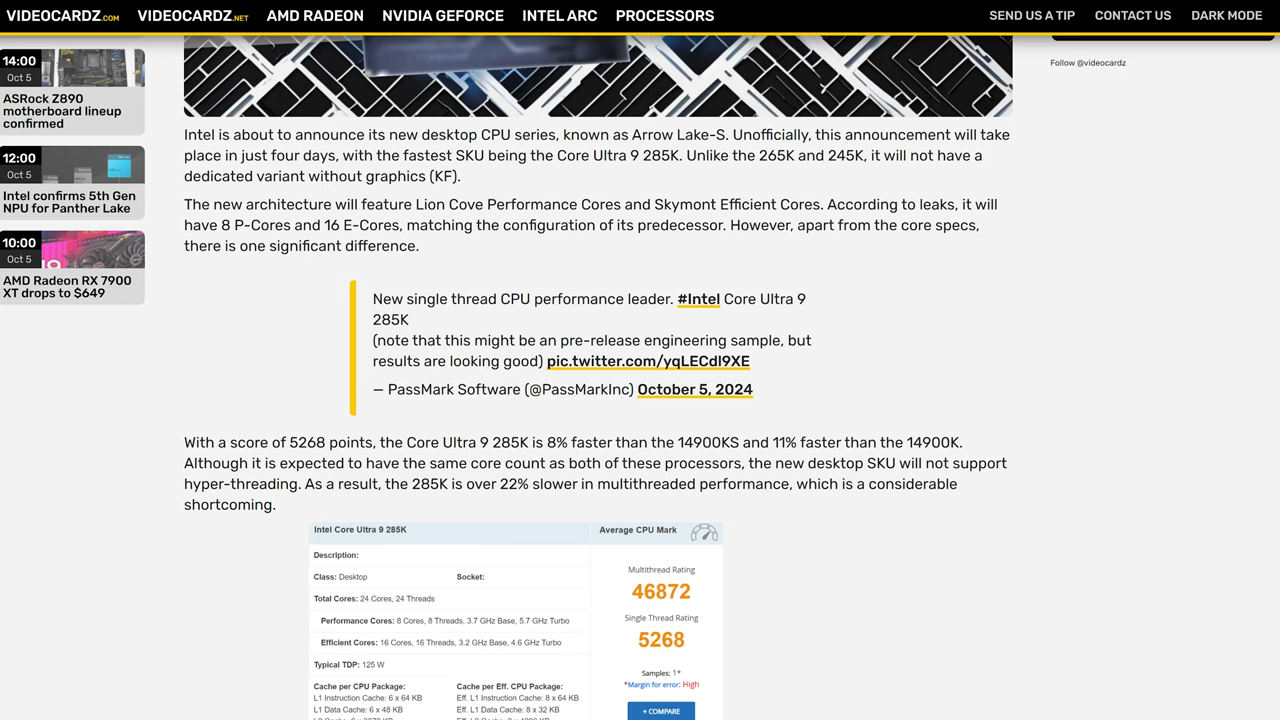 VIDEOCARDZ.COM VIDEOCARDZ.NET AMD RADEON NVIDIA GEFORCE INTEL ARC PROCESSORS SEND US A TIP CONTACT US DARK MODE
14:00
Oct 5
ASRock Z890
motherboard lineup
confirmed
12:00
Oct 5
Intel confirms 5th Gen
NPU for Panther Lake
10:00
Oct 5
AMD Radeon RX 7900
XT drops to $649
Follow @videocardz
Intel is about to announce its new desktop CPU series, known as Arrow Lake-S. Unofficially, this announcement will take
place in just four days, with the fastest SKU being the Core Ultra 9 285K. Unlike the 265K and 245K, it will not have a
dedicated variant without graphics (KF).
The new architecture will feature Lion Cove Performance Cores and Skymont Efficient Cores. According to leaks, it will
have 8 P-Cores and 16 E-Cores, matching the configuration of its predecessor. However, apart from the core specs,
there is one significant difference.
New single thread CPU performance leader. #Intel Core Ultra 9
285K
(note that this might be an pre-release engineering sample, but
results are looking good) pic.twitter.com/yqLECdI9XE
— PassMark Software (@PassMarkInc) October 5, 2024
With a score of 5268 points, the Core Ultra 9 285K is 8% faster than the 14900KS and 11% faster than the 14900K.
Although it is expected to have the same core count as both of these processors, the new desktop SKU will not support
hyper-threading. As a result, the 285K is over 22% slower in multithreaded performance, which is a considerable
shortcoming.
Intel Core Ultra 9 285K
Description:
Class: Desktop Socket:
Total Cores: 24 Cores, 24 Threads
Performance Cores: 8 Cores, 8 Threads, 3.7 GHz Base, 5.7 GHz Turbo
Efficient Cores: 16 Cores, 16 Threads, 3.2 GHz Base, 4.6 GHz Turbo
Typical TDP: 125 W
Cache per CPU Package: Cache per Eff. CPU Package:
L1 Instruction Cache: 6 x 64 KB Eff. L1 Instruction Cache: 8 x 64 KB
L1 Data Cache: 6 x 48 KB Eff. L1 Data Cache: 8 x 32 KB
Average CPU Mark
Multithread Rating
46872
Single Thread Rating
5268
Samples: 1*
*Margin for error: High
+ COMPARE